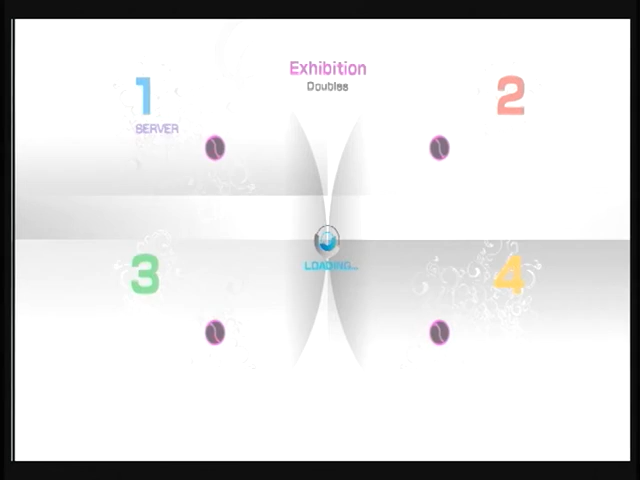 Exhibition
Doubles
1
2
SERVER
LOADING...
3
4